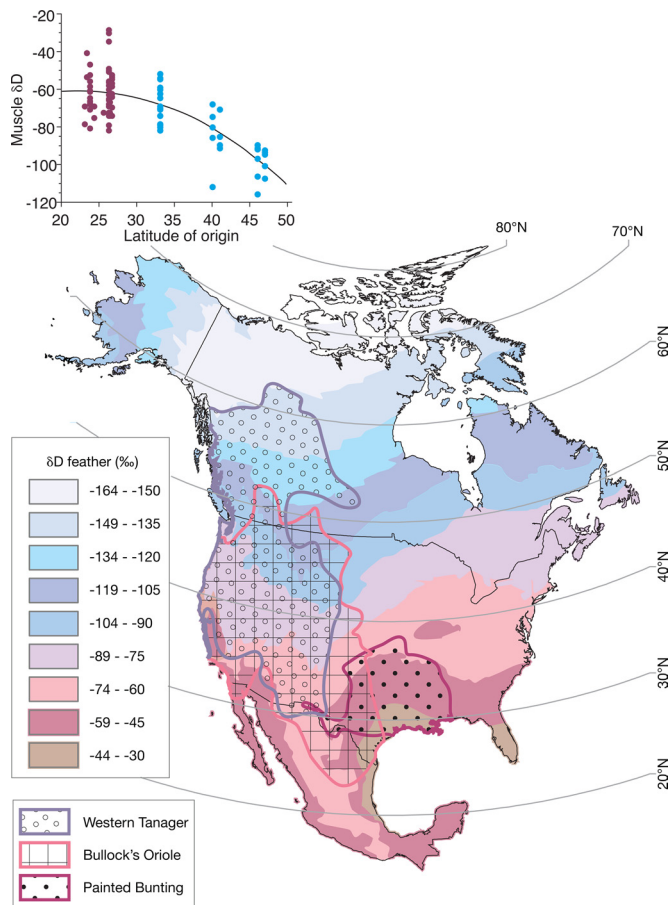 -20
-40
-60
-80
-100
-120
Muscle δD
20 25 30 35 40 45 50
Latitude of origin
80°N
70°N
60°N
50°N
40°N
30°N
20°N
δD feather (‰)
-164 - -150
-149 - -135
-134 - -120
-119 - -105
-104 - -90
-89 - -75
-74 - -60
-59 - -45
-44 - -30
Western Tanager
Bullock's Oriole
Painted Bunting